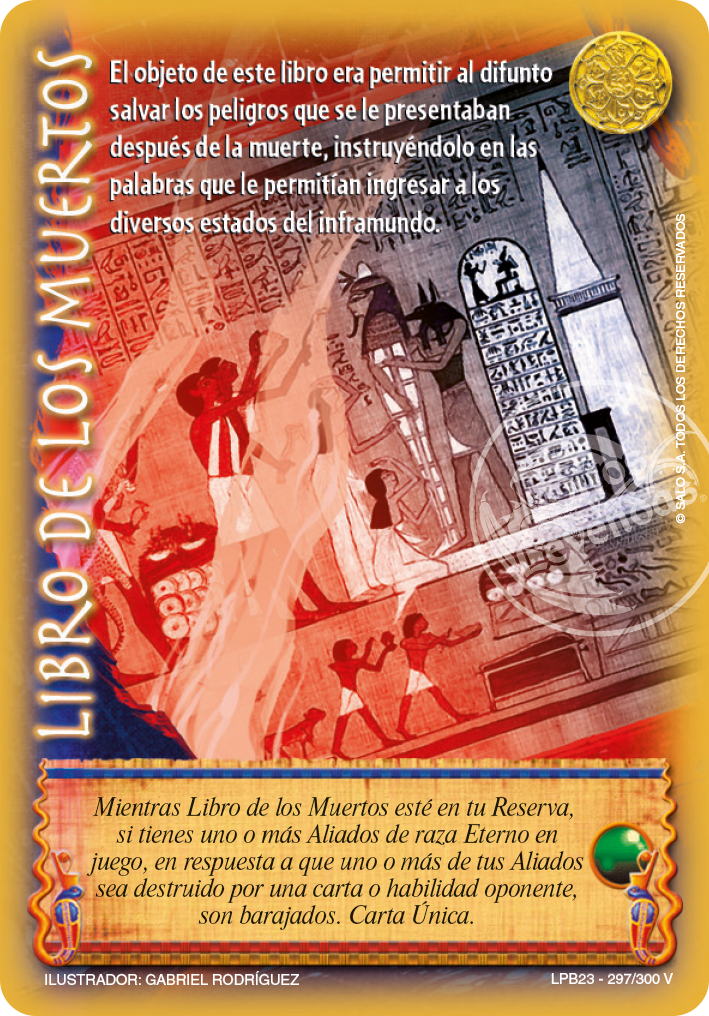 LIBRO DE LOS MUERTOS
El objeto de este libro era permitir al difunto
salvar los peligros que se le presentaban
después de la muerte, instruyéndolo en las
palabras que le permitían ingresar a los
diversos estados del inframundo.
© SALO S.A. TODOS LOS DERECHOS RESERVADOS
Mientras Libro de los Muertos esté en tu Reserva,
si tienes uno o más Aliados de raza Eterno en
juego, en respuesta a que uno o más de tus Aliados
sea destruido por una carta o habilidad oponente,
son barajados. Carta Única.
ILUSTRADOR: GABRIEL RODRÍGUEZ
LPB23 - 297/300 V